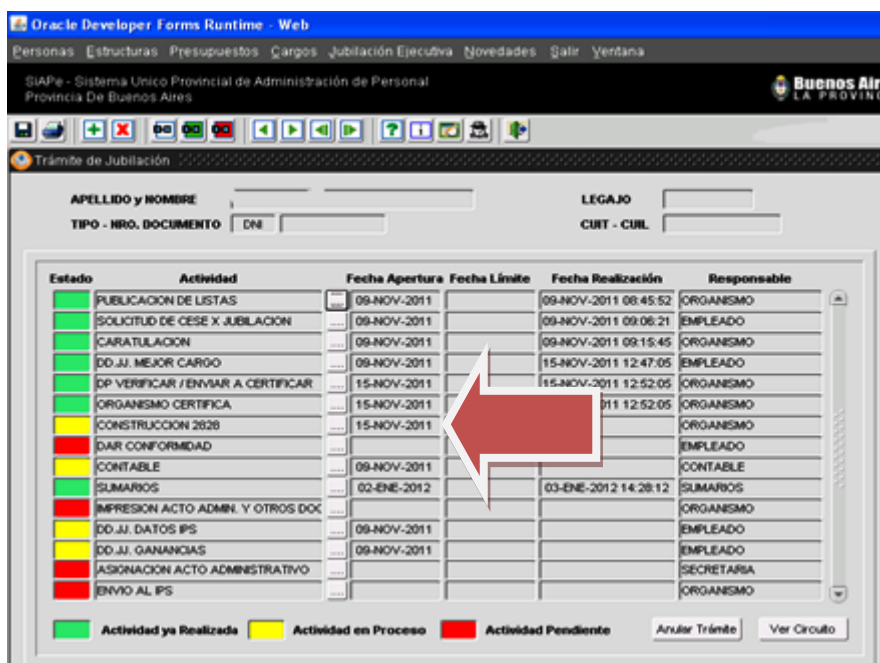 Oracle Developer Forms Runtime - Web
Personas Estructuras Presupuestos Cargos Jubilación Ejecutiva Novedades Salir Ventana
SIAPe - Sistema Unico Provincial de Administración de Personal
Provincia De Buenos Aires
Buenos Air
LA PROVINC
Trámite de Jubilación
APELLIDO y NOMBRE LEGAJO
TIPO - NRO. DOCUMENTO DNI CUIT - CUIL
Estado Actividad Fecha Apertura Fecha Límite Fecha Realización Responsable
PUBLICACION DE LISTAS ... 09-NOV-2011 09-NOV-2011 08:45:52 ORGANISMO
SOLICITUD DE CESE X JUBILACION ... 09-NOV-2011 09-NOV-2011 09:06:21 EMPLEADO
CARATULACION ... 09-NOV-2011 09-NOV-2011 09:15:45 ORGANISMO
DD.JJ. MEJOR CARGO ... 09-NOV-2011 15-NOV-2011 12:47:05 EMPLEADO
DP VERIFICAR / ENVIAR A CERTIFICAR ... 15-NOV-2011 15-NOV-2011 12:52:05 ORGANISMO
ORGANISMO CERTIFICA ... 15-NOV-2011 011 12:52:05 ORGANISMO
CONSTRUCCION 2828 ... 15-NOV-2011 ORGANISMO
DAR CONFORMIDAD ... EMPLEADO
CONTABLE ... 09-NOV-2011 CONTABLE
SUMARIOS ... 02-ENE-2012 03-ENE-2012 14:28:12 SUMARIOS
IMPRESION ACTO ADMIN. Y OTROS DOC ... ORGANISMO
DD.JJ. DATOS IPS ... 09-NOV-2011 EMPLEADO
DD.JJ. GANANCIAS ... 09-NOV-2011 EMPLEADO
ASIGNACION ACTO ADMINISTRATIVO ... SECRETARIA
ENVIO AL IPS ... ORGANISMO
Actividad ya Realizada Actividad en Proceso Actividad Pendiente Anular Trámite Ver Circuito